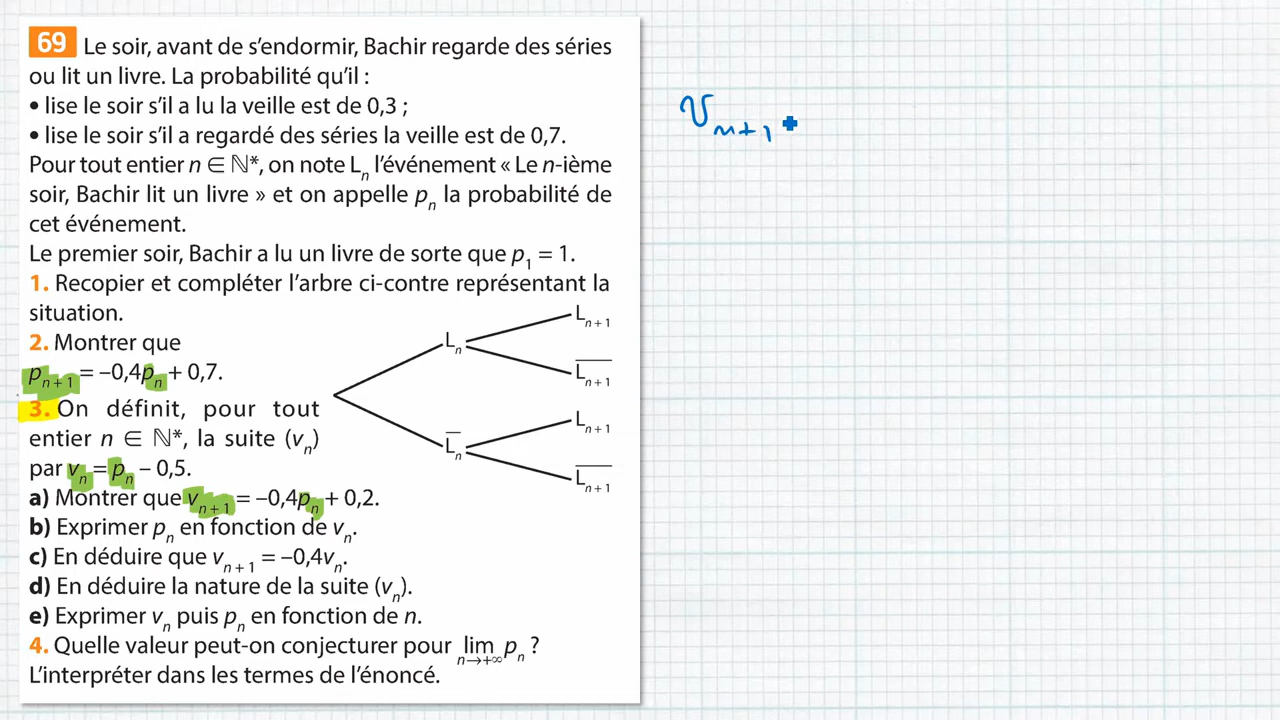 69 Le soir, avant de s’endormir, Bachir regarde des séries
ou lit un livre. La probabilité qu’il :
• lise le soir s’il a lu la veille est de 0,3 ;
• lise le soir s’il a regardé des séries la veille est de 0,7.
Pour tout entier n ∈ ℕ*, on note Lₙ l’événement « Le n-ième
soir, Bachir lit un livre » et on appelle pₙ la probabilité de
cet événement.
Le premier soir, Bachir a lu un livre de sorte que p₁ = 1.
1. Recopier et compléter l’arbre ci-contre représentant la
situation.
2. Montrer que
pₙ₊₁ = –0,4pₙ + 0,7.
3. On définit, pour tout
entier n ∈ ℕ*, la suite (vₙ)
par vₙ = pₙ – 0,5.
Lₙ
L̅ₙ
Lₙ₊₁
L̅ₙ₊₁
Lₙ₊₁
L̅ₙ₊₁
a) Montrer que vₙ₊₁ = –0,4pₙ + 0,2.
b) Exprimer pₙ en fonction de vₙ.
c) En déduire que vₙ₊₁ = –0,4vₙ.
d) En déduire la nature de la suite (vₙ).
e) Exprimer vₙ puis pₙ en fonction de n.
4. Quelle valeur peut-on conjecturer pour lim n→+∞ pₙ ?
L’interpréter dans les termes de l’énoncé.
vₙ₊₁